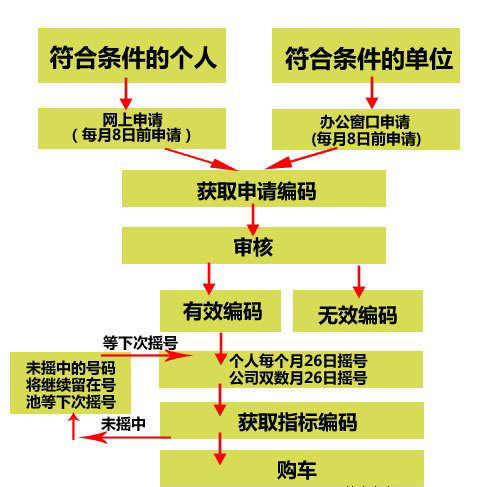 符合条件的个人
符合条件的单位
网上申请
（每月8日前申请）
办公窗口申请
(每月8日前申请)
获取申请编码
审核
有效编码
无效编码
等下次摇号
个人每个月26日摇号
公司双数月26日摇号
未摇中的号码
将继续留在号
池等下次摇号
未摇中
获取指标编码
购车